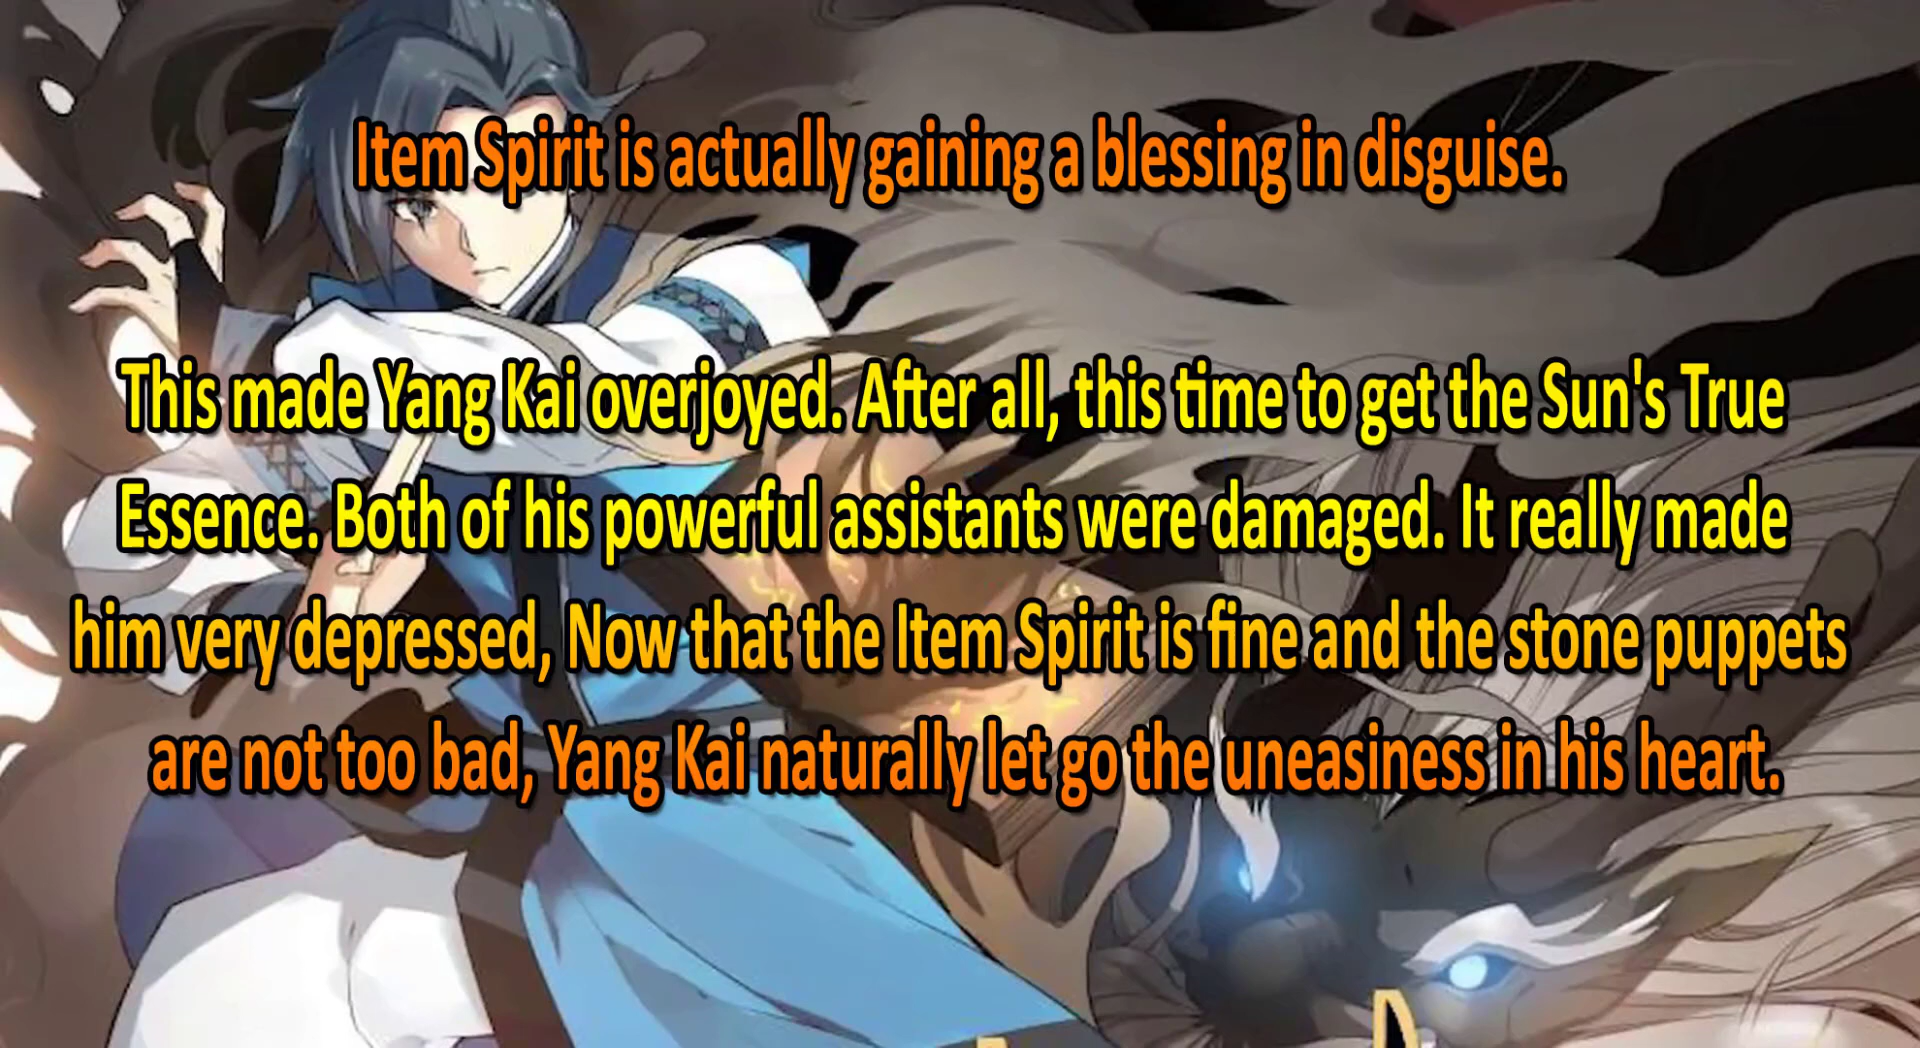 Item Spirit is actually gaining a blessing in disguise.
This made Yang Kai overjoyed. After all, this time to get the Sun's True
Essence. Both of his powerful assistants were damaged. It really made
him very depressed, Now that the Item Spirit is fine and the stone puppets
are not too bad, Yang Kai naturally let go the uneasiness in his heart.